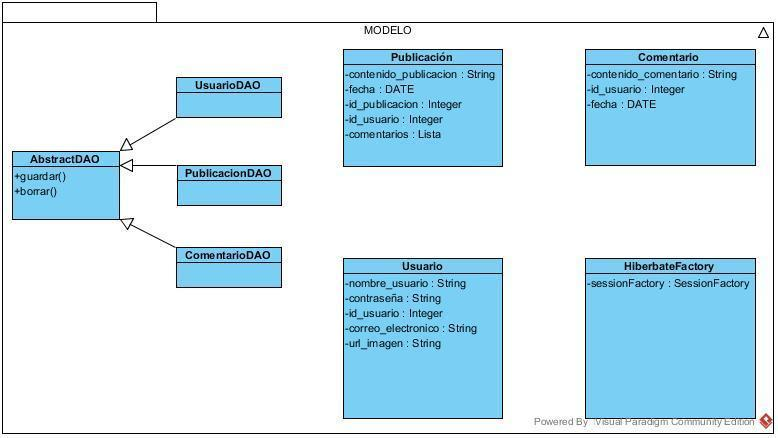 MODELO
UsuarioDAO
AbstractDAO
+guardar()
+borrar()
PublicacionDAO
ComentarioDAO
Publicación
-contenido_publicacion : String
-fecha : DATE
-id_publicacion : Integer
-id_usuario : Integer
-comentarios : Lista
Comentario
-contenido_comentario : String
-id_usuario : Integer
-fecha : DATE
Usuario
-nombre_usuario : String
-contraseña : String
-id_usuario : Integer
-correo_electronico : String
-url_imagen : String
HiberbateFactory
-sessionFactory : SessionFactory
Powered By Visual Paradigm Community Edition